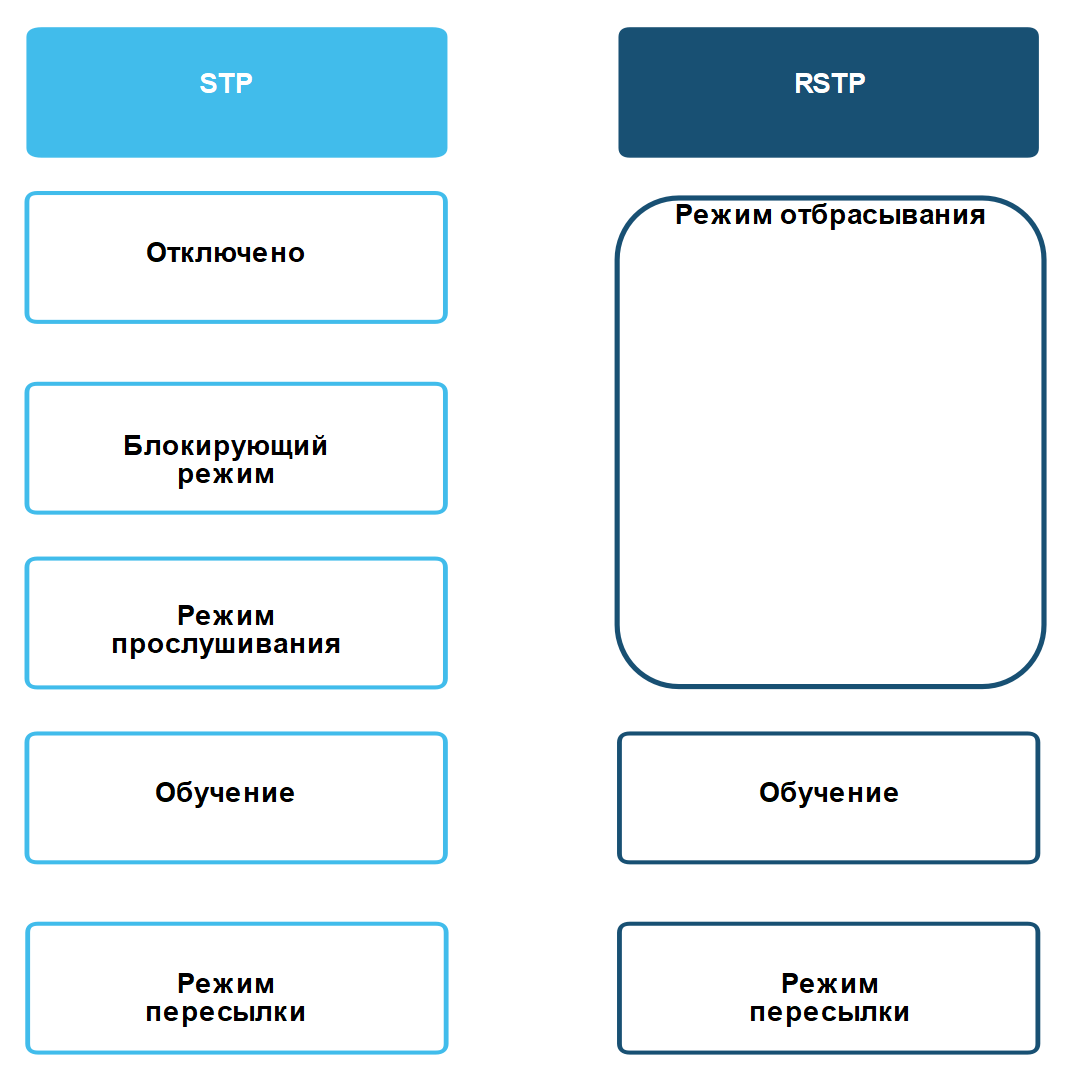 STP
RSTP
Отключено
Режим отбрасывания
Блокирующий
режим
Режим
прослушивания
Обучение
Обучение
Режим
пересылки
Режим
пересылки